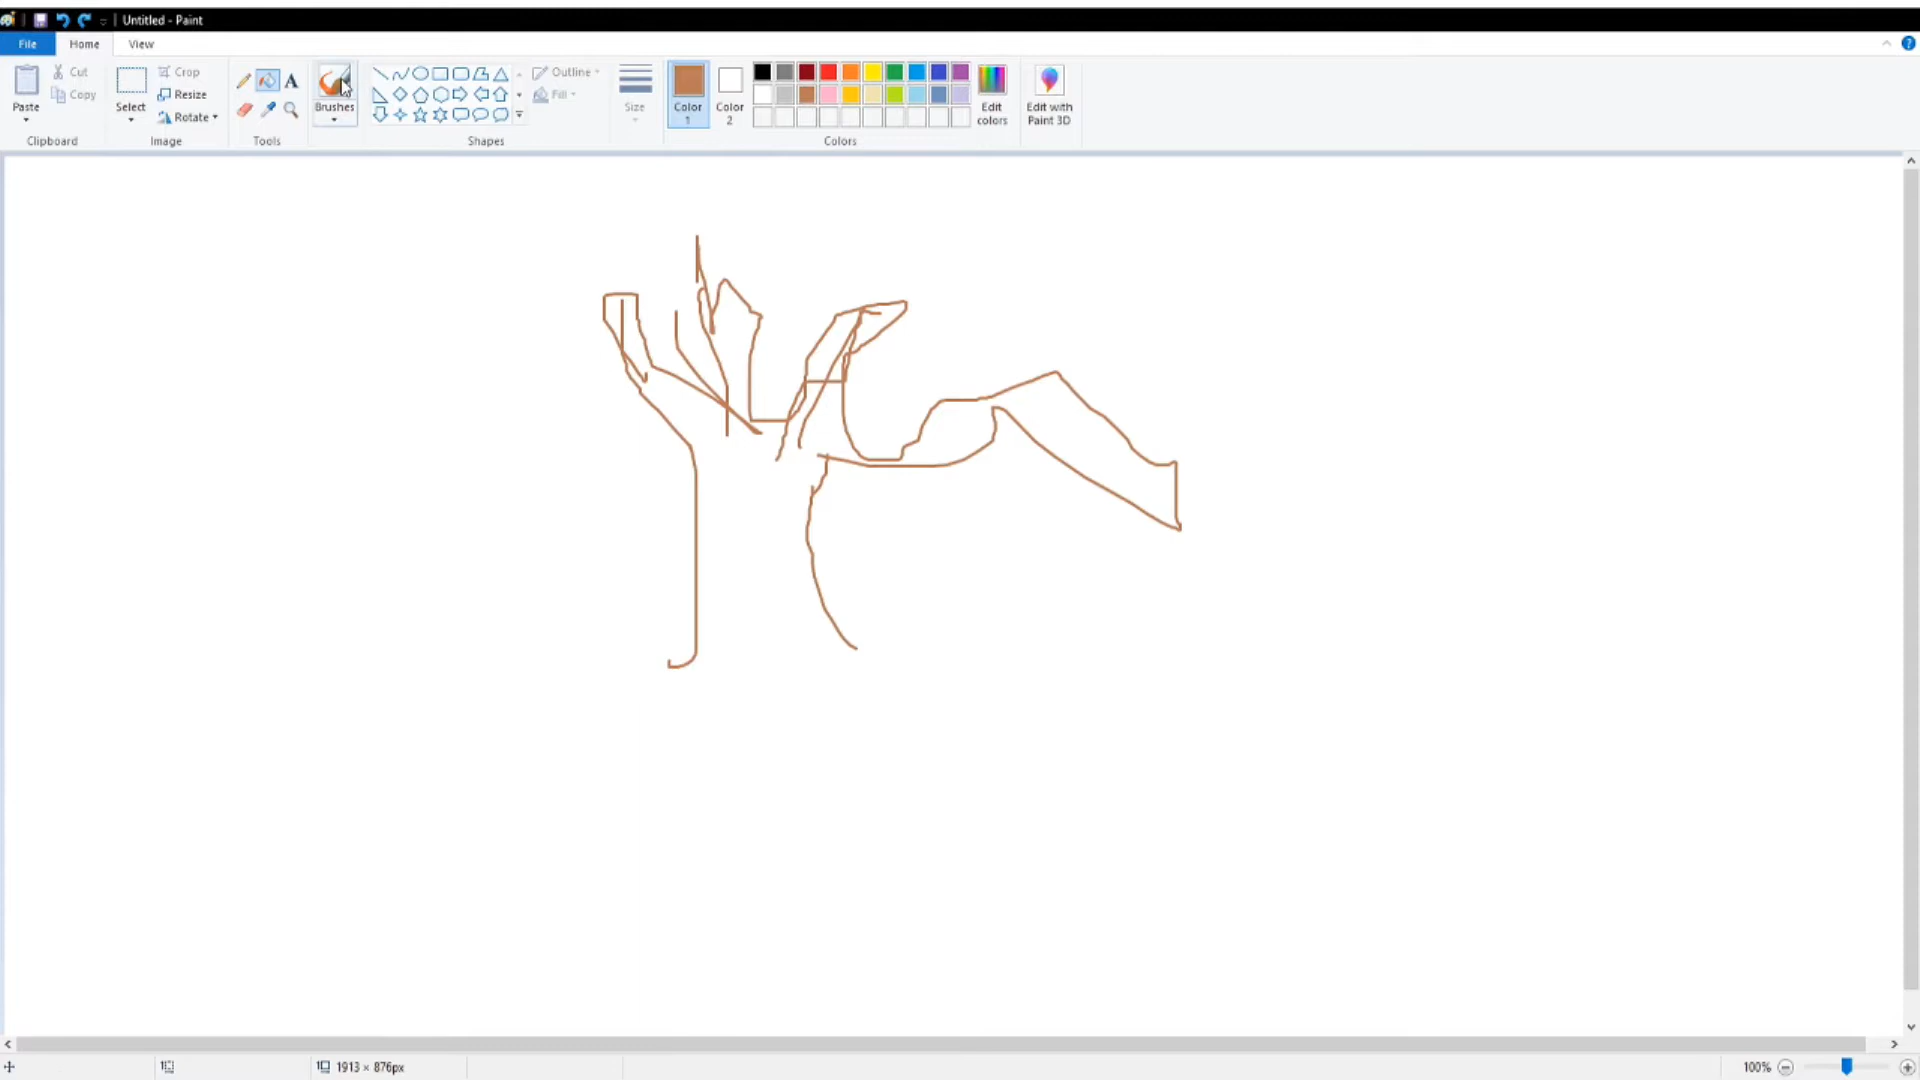 Untitled - Paint
File Home View
Paste
Cut
Copy
Clipboard
Select
Crop
Resize
Rotate
Image
A
Tools
Brushes
Shapes
Outline
Fill
Size
Color 1
Color 2
Colors
Edit colors
Edit with Paint 3D
1913 × 876px
100%